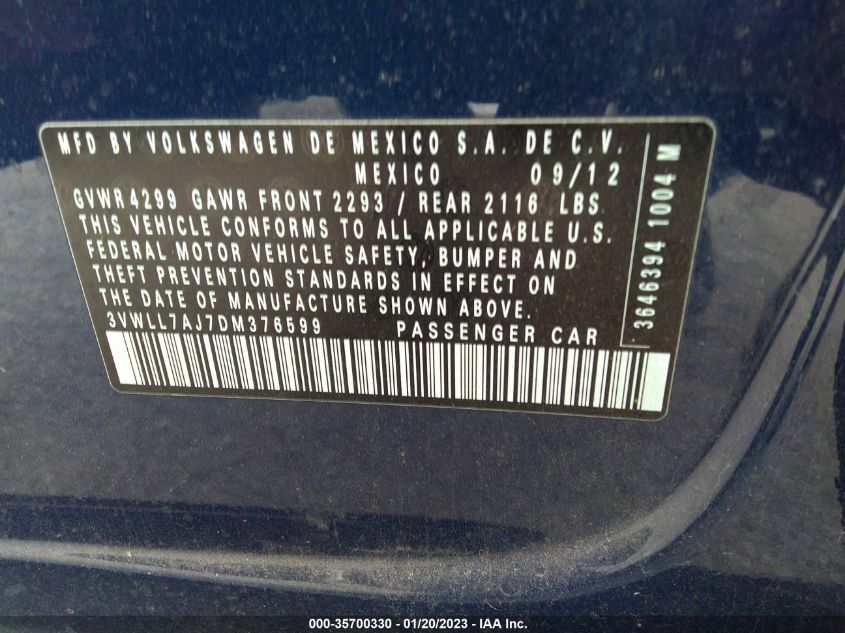 MFD BY VOLKSWAGEN DE MEXICO S.A. DE C.V.
MEXICO 09/12
GVWR 4299 GAWR FRONT 2293 / REAR 2116 LBS
THIS VEHICLE CONFORMS TO ALL APPLICABLE U.S.
FEDERAL MOTOR VEHICLE SAFETY, BUMPER AND
THEFT PREVENTION STANDARDS IN EFFECT ON
THE DATE OF MANUFACTURE SHOWN ABOVE.
3VWLL7AJ7DM376599 PASSENGER CAR
3646394 1004 M
000-35700330 - 01/20/2023 - IAA Inc.